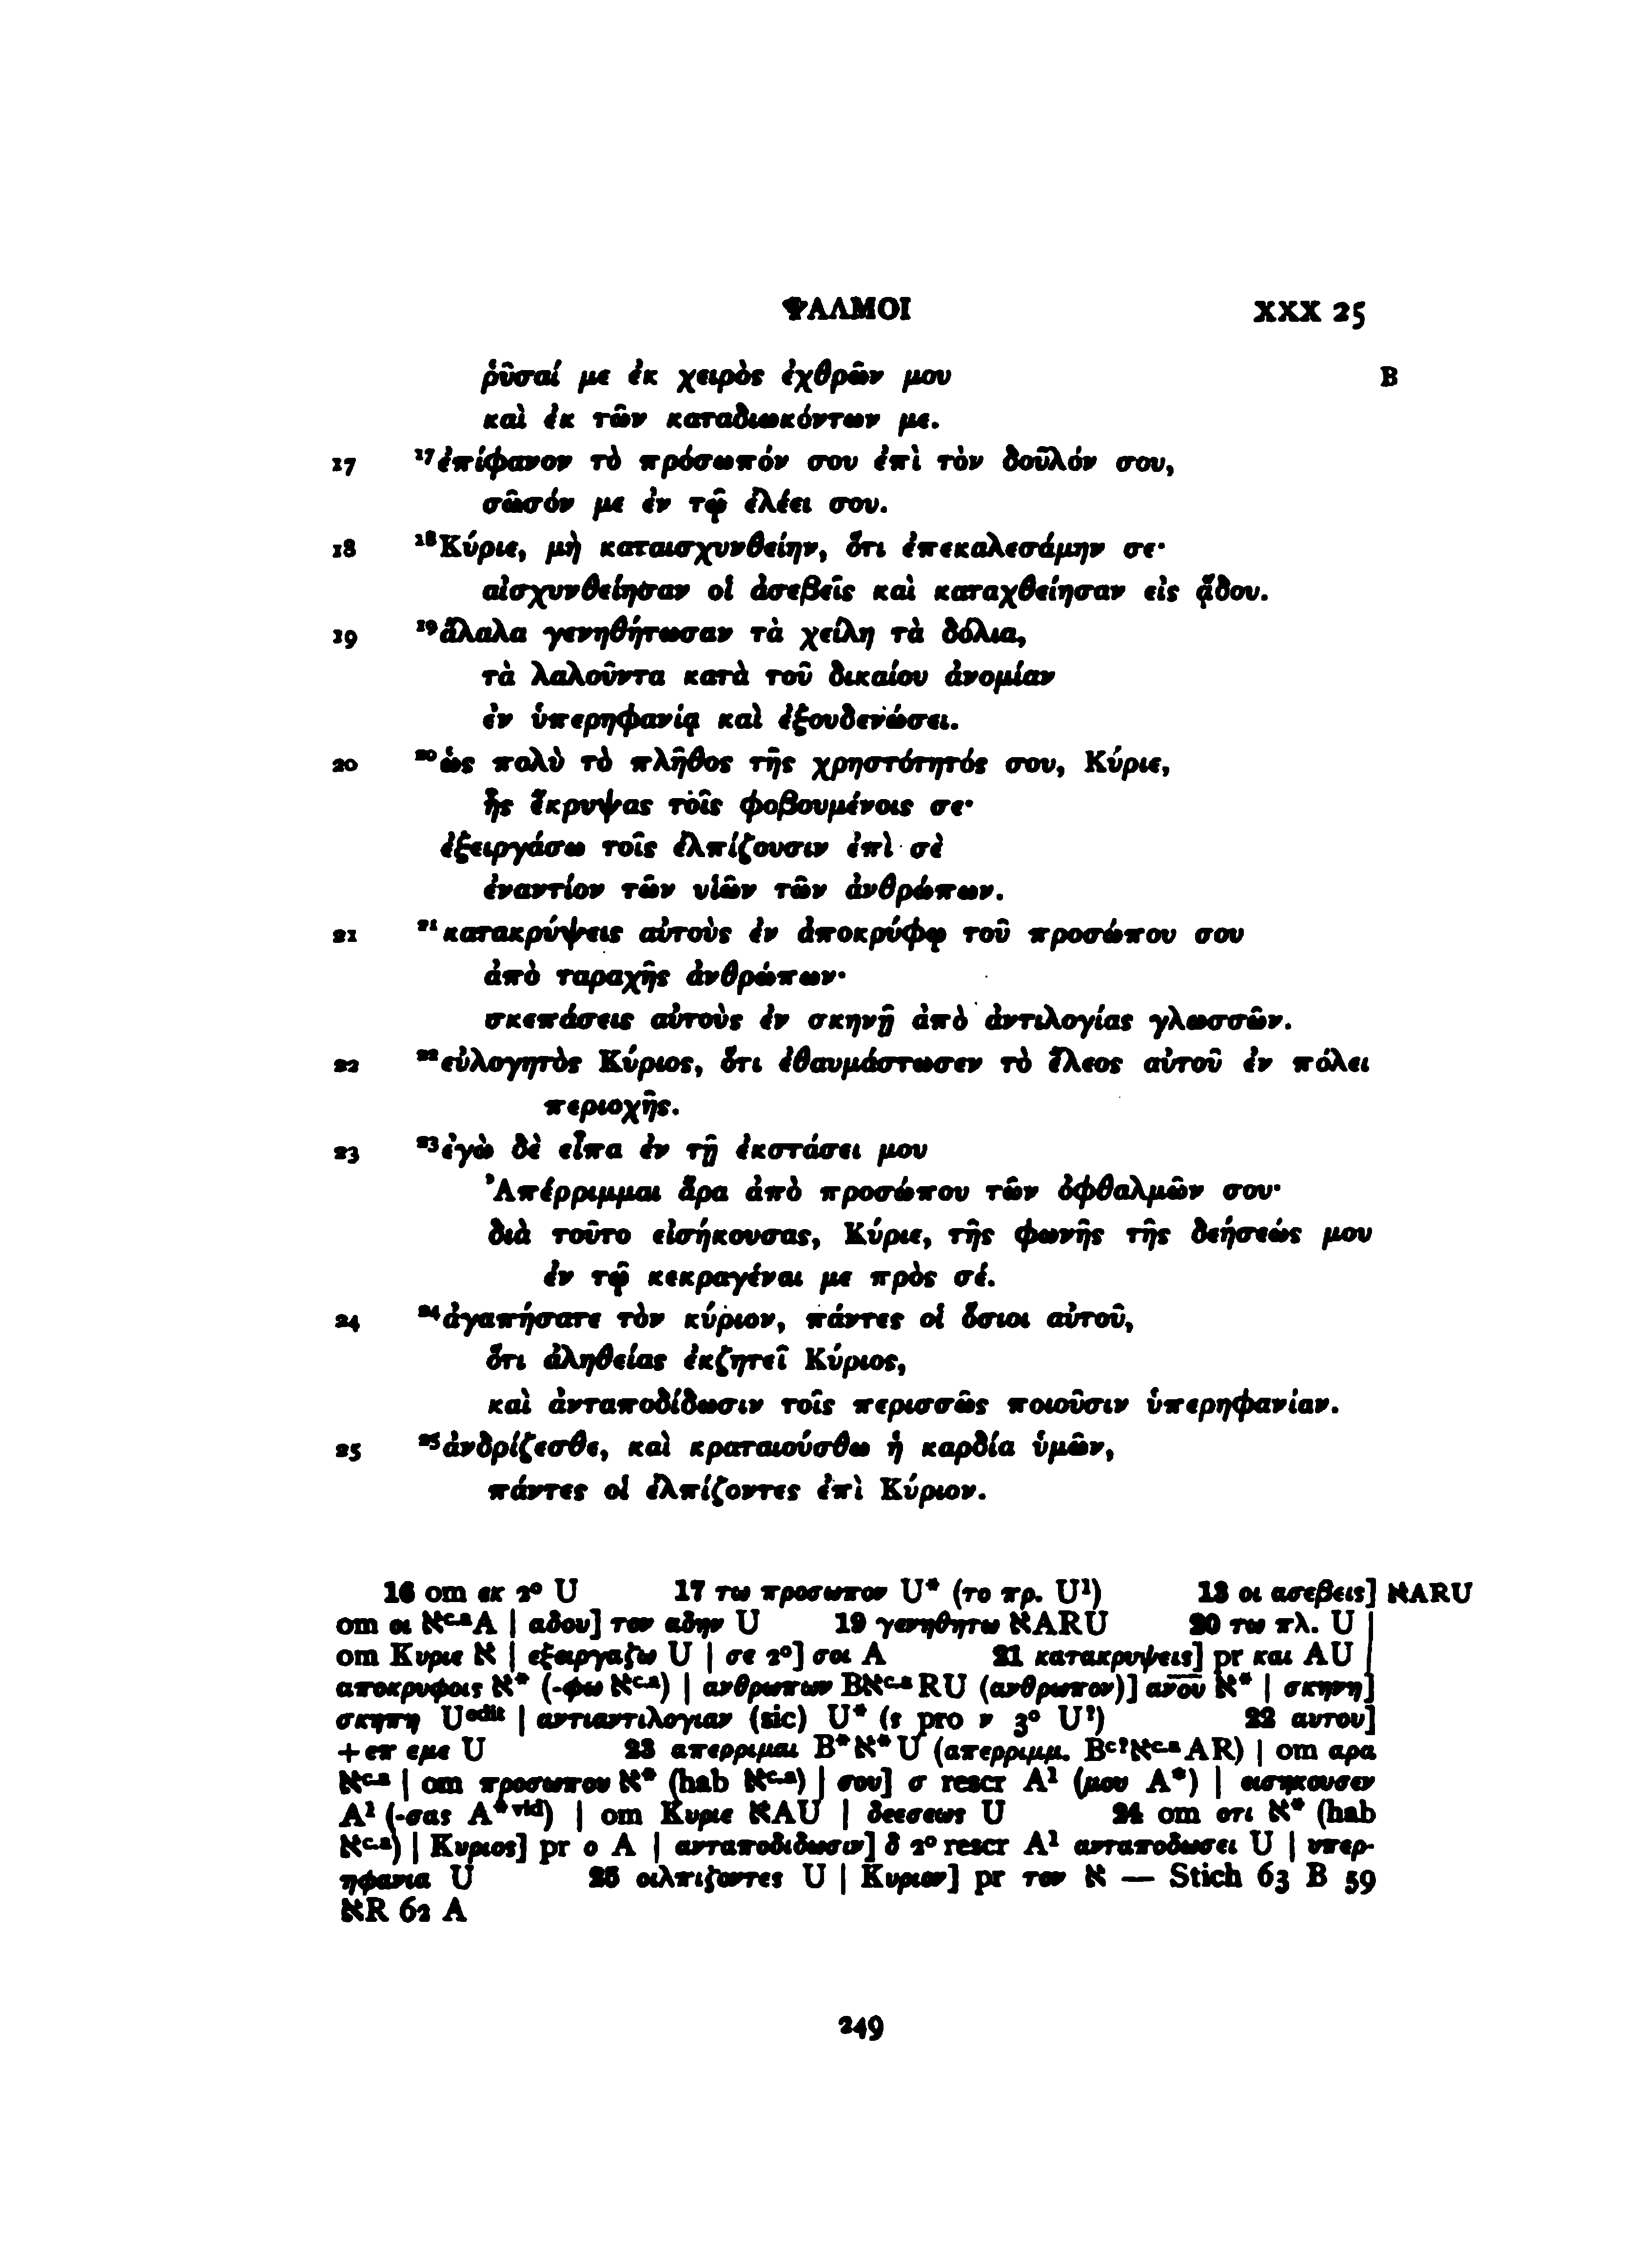 ΨΑΛΜΟΙ XXX 25
ῥῦσαί με ἐκ χειρὸς ἐχθρῶν μου B
καὶ ἐκ τῶν καταδιωκόντων με.
17 ¹⁷ἐπίφανον τὸ πρόσωπόν σου ἐπὶ τὸν δοῦλόν σου,
σῶσόν με ἐν τῷ ἐλέει σου.
18 ¹⁸Κύριε, μὴ καταισχυνθείην, ὅτι ἐπεκαλεσάμην σε·
αἰσχυνθείησαν οἱ ἀσεβεῖς καὶ καταχθείησαν εἰς ᾅδου.
19 ¹⁹ἄλαλα γενηθήτωσαν τὰ χείλη τὰ δόλια,
τὰ λαλοῦντα κατὰ τοῦ δικαίου ἀνομίαν
ἐν ὑπερηφανίᾳ καὶ ἐξουδενώσει.
20 ²⁰ὡς πολὺ τὸ πλῆθος τῆς χρηστότητός σου, Κύριε,
ἧς ἔκρυψας τοῖς φοβουμένοις σε·
ἐξειργάσω τοῖς ἐλπίζουσιν ἐπὶ σὲ
ἐναντίον τῶν υἱῶν τῶν ἀνθρώπων.
21 ²¹κατακρύψεις αὐτοὺς ἐν ἀποκρύφῳ τοῦ προσώπου σου
ἀπὸ ταραχῆς ἀνθρώπων·
σκεπάσεις αὐτοὺς ἐν σκηνῇ ἀπὸ ἀντιλογίας γλωσσῶν.
22 ²²εὐλογητὸς Κύριος, ὅτι ἐθαυμάστωσεν τὸ ἔλεος αὐτοῦ ἐν πόλει
περιοχῆς.
23 ²³ἐγὼ δὲ εἶπα ἐν τῇ ἐκστάσει μου
Ἀπέρριμμαι ἄρα ἀπὸ προσώπου τῶν ὀφθαλμῶν σου·
διὰ τοῦτο εἰσήκουσας, Κύριε, τῆς φωνῆς τῆς δεήσεώς μου
ἐν τῷ κεκραγέναι με πρὸς σέ.
24 ²⁴ἀγαπήσατε τὸν κύριον, πάντες οἱ ὅσιοι αὐτοῦ,
ὅτι ἀληθείας ἐκζητεῖ Κύριος,
καὶ ἀνταποδίδωσιν τοῖς περισσῶς ποιοῦσιν ὑπερηφανίαν.
25 ²⁵ἀνδρίζεσθε, καὶ κραταιούσθω ἡ καρδία ὑμῶν,
πάντες οἱ ἐλπίζοντες ἐπὶ Κύριον.
16 om εκ 2° U 17 τω προσωπον U* (το πρ. U¹) 18 οι ασεβεις] אARU
om οι א^c.a A | αδου] τον αδην U 19 γενηθητω אARU 20 τω πλ. U |
om Κυριε א | εξειργαζω U | σε 2°] σοι A 21 κατακρυψεις] pr και AU |
αποκρυφοις א* (-φω א^c.a) | ανθρωπων Bא^c.a RU (ανθρωπον)] α̅ν̅ο̅υ̅ א* | σκηνη]
σκηπη U^edit | αντιαντιλογιαν (sic) U* (ς pro ν 3° U¹) 22 αυτου]
+επ εμε U 23 απερριμαι B*א*U (απερριμμ. B^c?א^c.a AR) | om αρα
א^c.a | om προσωπου א* (hab א^c.a) | σου] σ rescr A¹ (μου A*) | εισηκουσεν
A¹ (-σας A*vid) | om Κυριε אAU | δεεσεως U 24 om οτι א* (hab
א^c.a) | Κυριος] pr ο A | ανταποδιδωσιν] δ 2° rescr A¹ ανταποδωσει U | υπερ-
ηφανια U 25 οιλπιζοντες U | Κυριον] pr τον א — Stich 63 B 59
אR 62 A
249